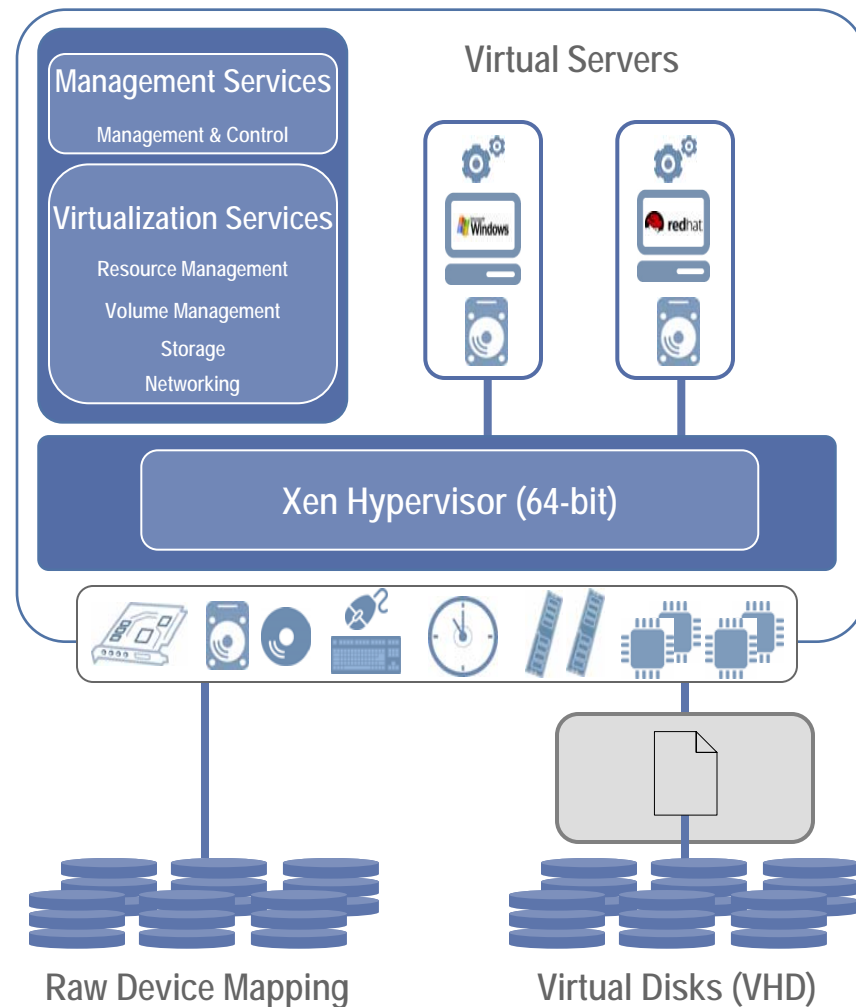 Management Services
Management & Control
Virtualization Services
Resource Management
Volume Management
Storage
Networking
Virtual Servers
Microsoft
Windows
redhat
Xen Hypervisor (64-bit)
Raw Device Mapping
Virtual Disks (VHD)